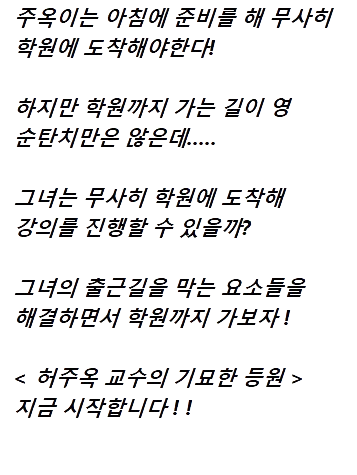 주옥이는 아침에 준비를 해 무사히
학원에 도착해야한다!
하지만 학원까지 가는 길이 영
순탄치만은 않은데.....
그녀는 무사히 학원에 도착해
강의를 진행할 수 있을까?
그녀의 출근길을 막는 요소들을
해결하면서 학원까지 가보자!
< 허주옥 교수의 기묘한 등원 >
지금 시작합니다!!